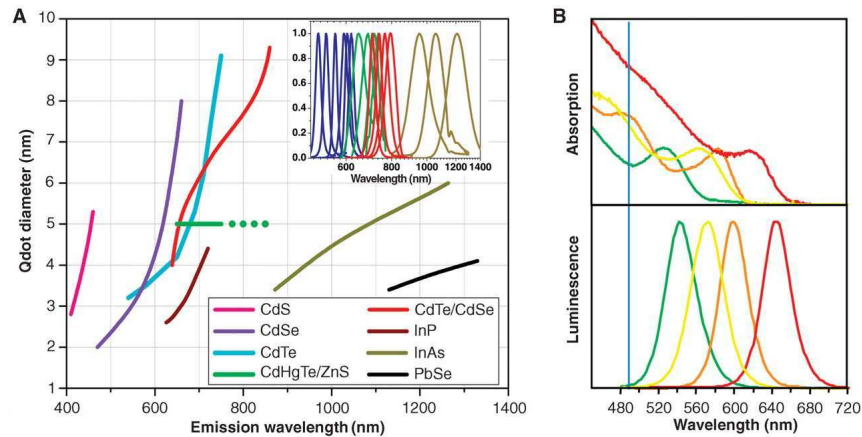 A
Qdot diameter (nm)
10
9
8
7
6
5
4
3
2
1
400 600 800 1000 1200 1400
Emission wavelength (nm)
1.0
0.8
0.6
0.4
0.2
0.0
600 800 1000 1200 1400
Wavelength (nm)
CdS CdTe/CdSe
CdSe InP
CdTe InAs
CdHgTe/ZnS PbSe
B
Absorption
Luminescence
480 520 560 600 640 680 720
Wavelength (nm)